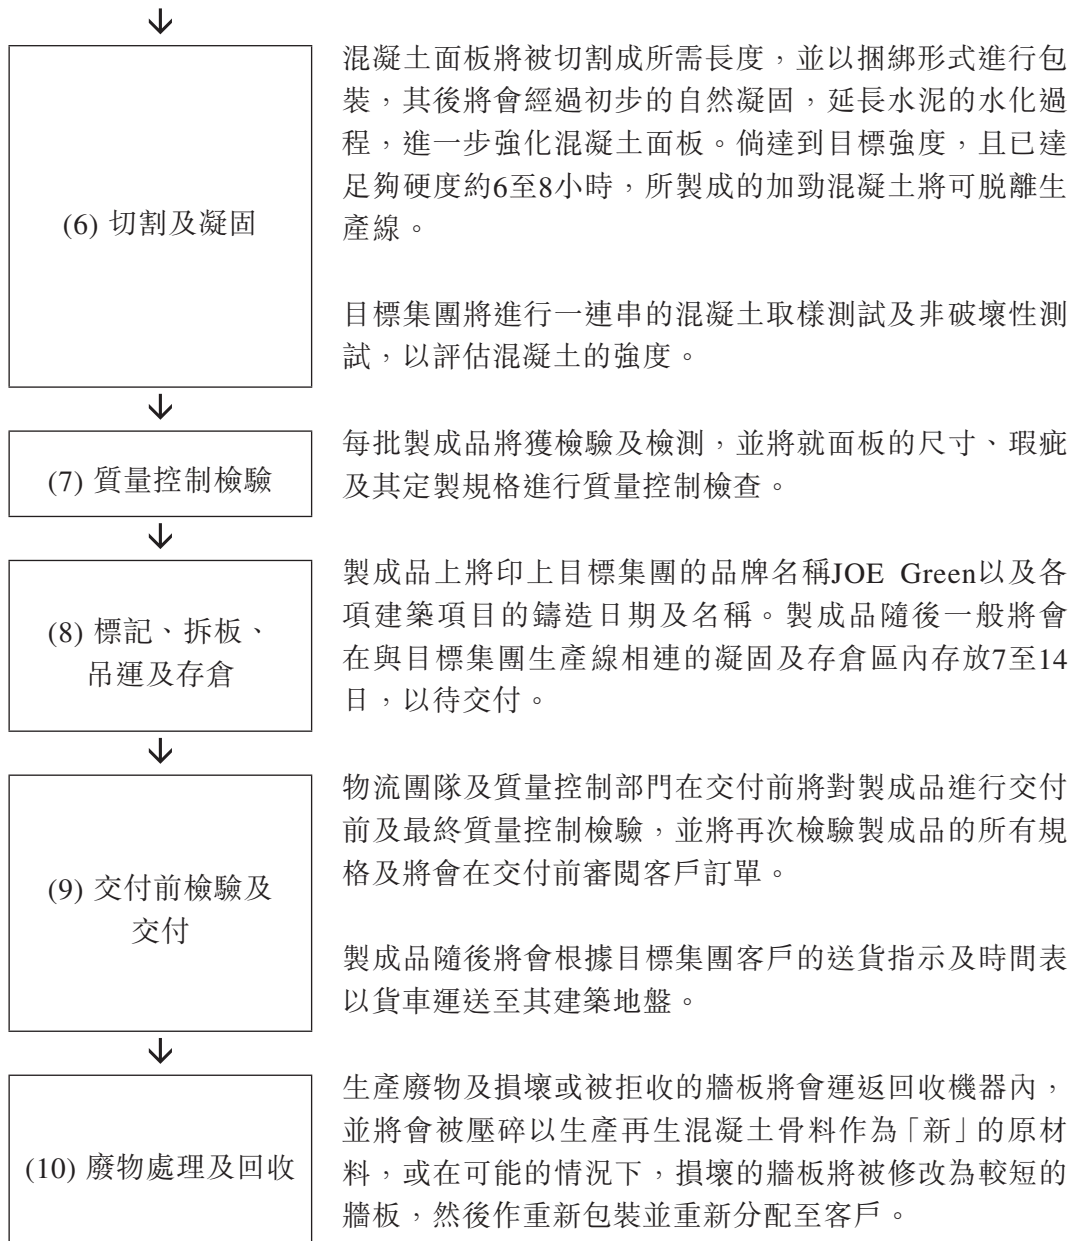 (6) 切割及凝固
混凝土面板將被切割成所需長度，並以捆綁形式進行包
裝，其後將會經過初步的自然凝固，延長水泥的水化過
程，進一步強化混凝土面板。倘達到目標強度，且已達
足夠硬度約6至8小時，所製成的加勁混凝土將可脱離生
產線。
目標集團將進行一連串的混凝土取樣測試及非破壞性測
試，以評估混凝土的強度。
(7) 質量控制檢驗
每批製成品將獲檢驗及檢測，並將就面板的尺寸、瑕疵
及其定製規格進行質量控制檢查。
(8) 標記、拆板、
吊運及存倉
製成品上將印上目標集團的品牌名稱JOE Green以及各
項建築項目的鑄造日期及名稱。製成品隨後一般將會
在與目標集團生產線相連的凝固及存倉區內存放7至14
日，以待交付。
(9) 交付前檢驗及
交付
物流團隊及質量控制部門在交付前將對製成品進行交付
前及最終質量控制檢驗，並將再次檢驗製成品的所有規
格及將會在交付前審閲客戶訂單。
製成品隨後將會根據目標集團客戶的送貨指示及時間表
以貨車運送至其建築地盤。
(10) 廢物處理及回收
生產廢物及損壞或被拒收的牆板將會運返回收機器內，
並將會被壓碎以生產再生混凝土骨料作為「新」的原材
料，或在可能的情況下，損壞的牆板將被修改為較短的
牆板，然後作重新包裝並重新分配至客戶。